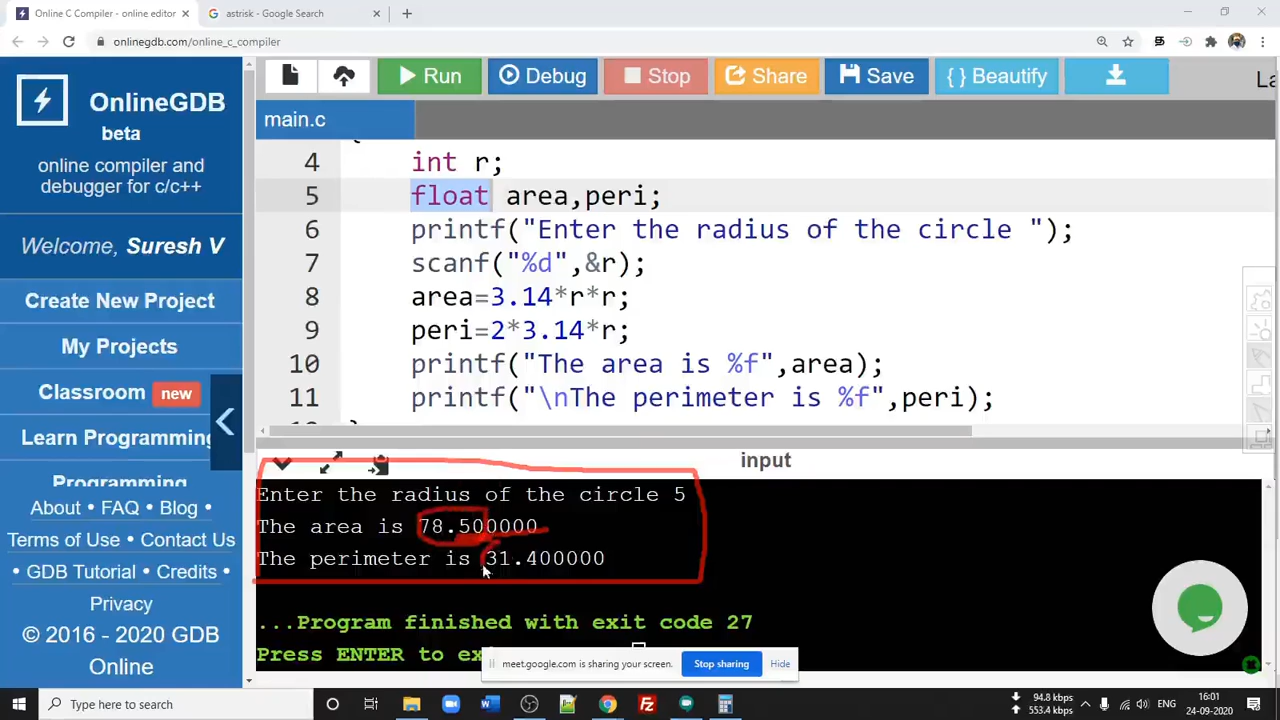 Online C Compiler - online editor
astrisk - Google Search
onlinegdb.com/online_c_compiler
OnlineGDB
beta
online compiler and
debugger for c/c++
Welcome, Suresh V
Create New Project
My Projects
Classroom new
Learn Programming
Programming
About • FAQ • Blog •
Terms of Use • Contact Us
• GDB Tutorial • Credits •
Privacy
© 2016 - 2020 GDB
Online
Run
Debug
Stop
Share
Save
{ } Beautify
La
main.c
4 int r;
5 float area,peri;
6 printf("Enter the radius of the circle ");
7 scanf("%d",&r);
8 area=3.14*r*r;
9 peri=2*3.14*r;
10 printf("The area is %f",area);
11 printf("\nThe perimeter is %f",peri);
input
Enter the radius of the circle 5
The area is 78.500000
The perimeter is 31.400000
...Program finished with exit code 27
Press ENTER to ex
meet.google.com is sharing your screen.
Stop sharing
Hide
Type here to search
94.8 kbps
553.4 kbps
ENG
16:01
24-09-2020